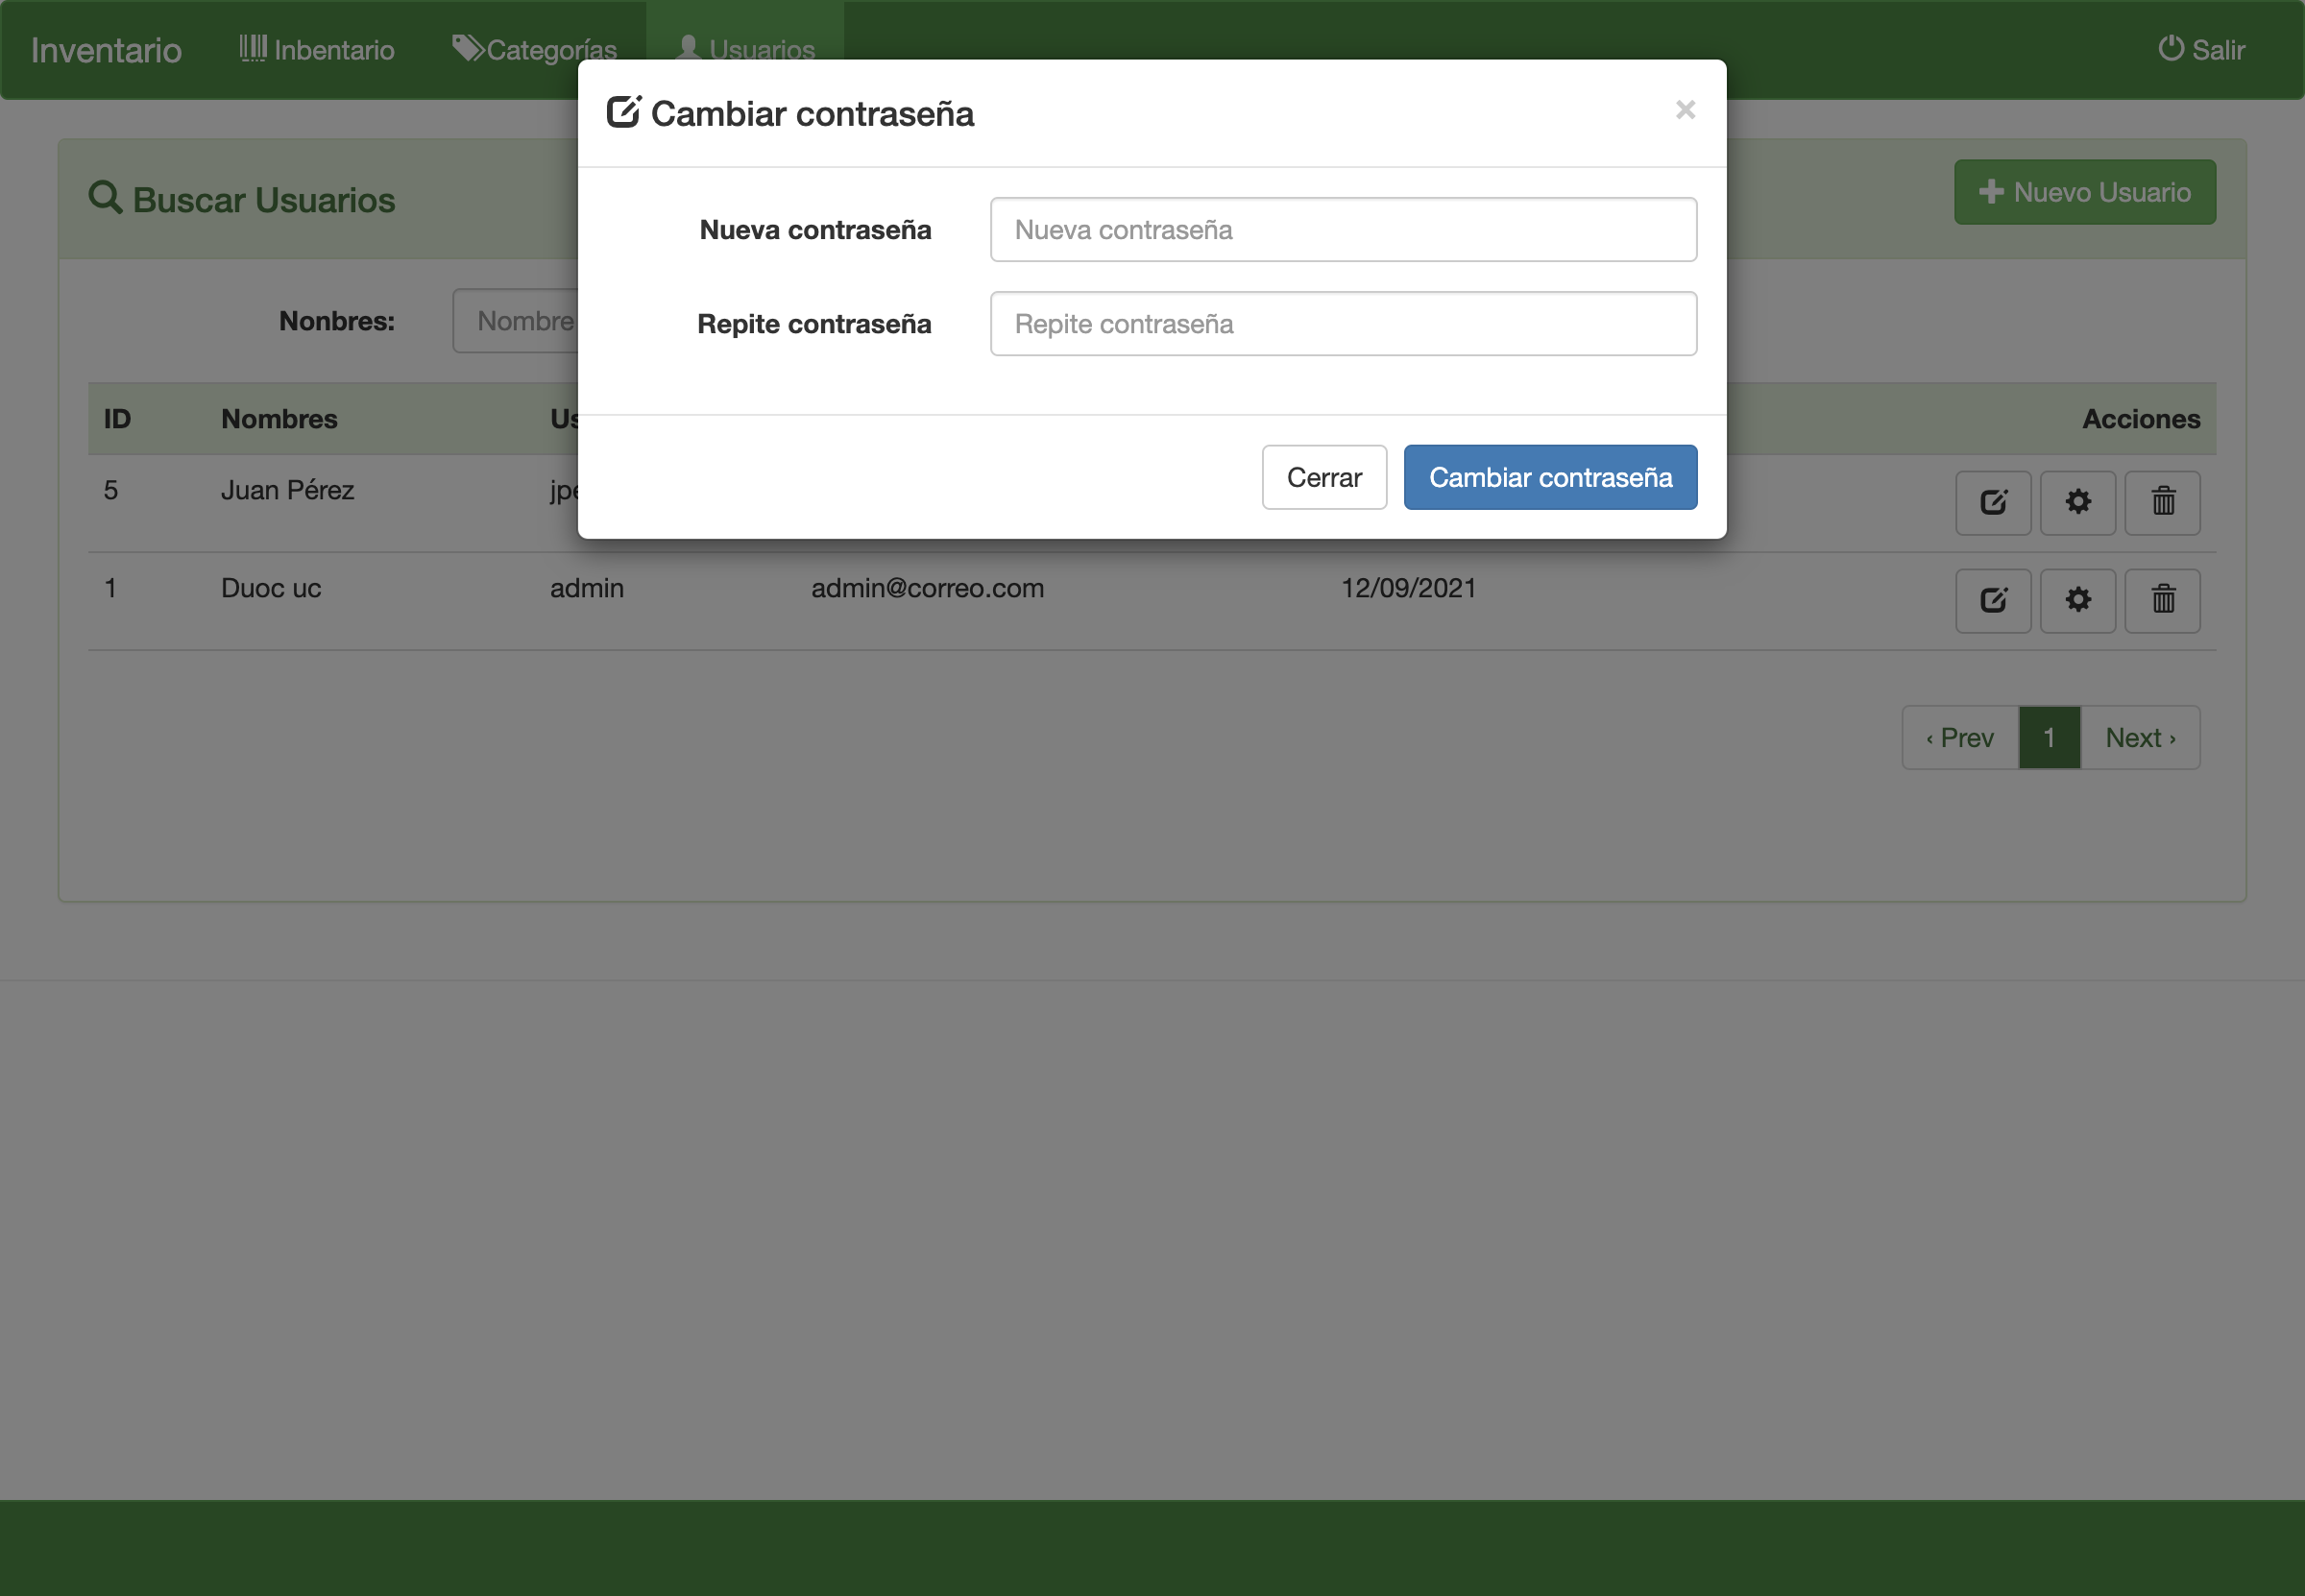 Inventario Inbentario Categorías Usuarios Salir
Cambiar contraseña ×
Buscar Usuarios
Nuevo Usuario
Nueva contraseña Nueva contraseña
Nonbres: Nombre
Repite contraseña Repite contraseña
ID Nombres Us Acciones
Cerrar Cambiar contraseña
5 Juan Pérez jpe
1 Duoc uc admin admin@correo.com 12/09/2021
‹ Prev 1 Next ›